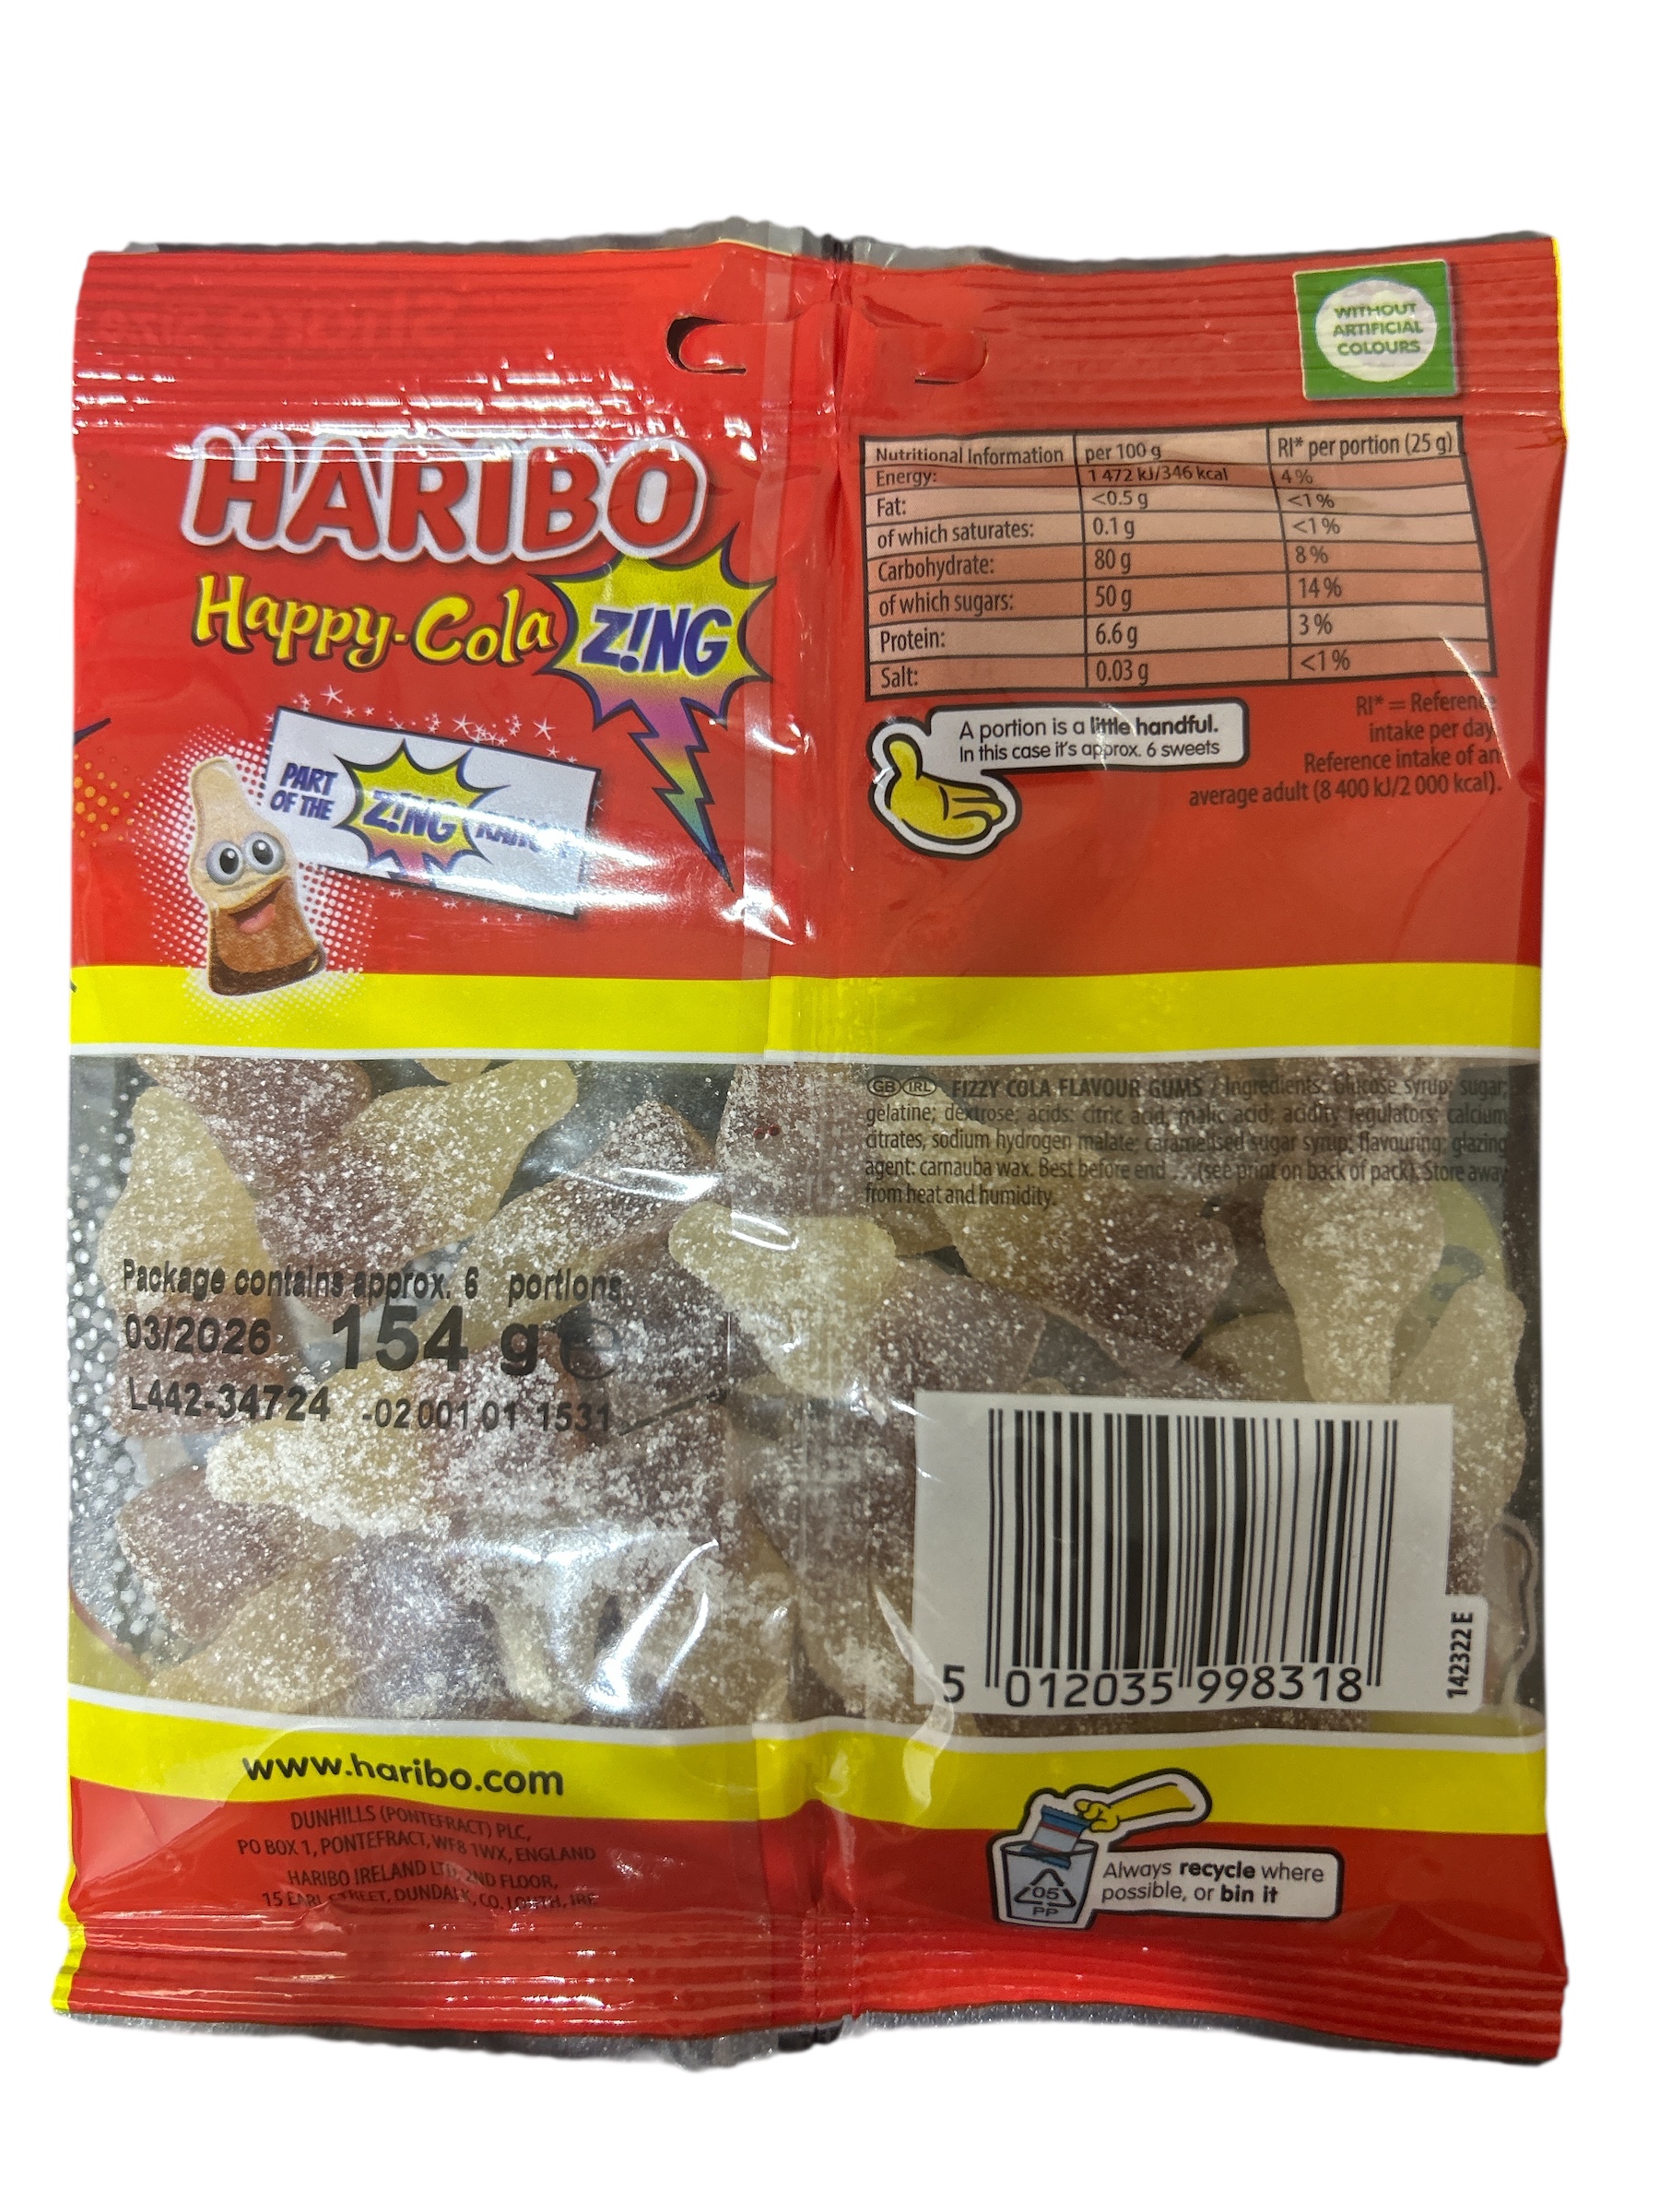 WITHOUT
ARTIFICIAL
COLOURS
HARIBO
Happy-Cola Z!NG
PART
OF THE
Z!NG
Nutritional Information per 100 g RI* per portion (25 g)
Energy: 1 472 kJ/346 kcal 4 %
Fat: <0.5 g <1 %
of which saturates: 0.1 g <1 %
Carbohydrate: 80 g 8 %
of which sugars: 50 g 14 %
Protein: 6.6 g 3 %
Salt: 0.03 g <1 %
A portion is a little handful.
In this case it's approx. 6 sweets
RI* = Reference
intake per day
Reference intake of an
average adult (8 400 kJ/2 000 kcal).
GB IRL FIZZY COLA FLAVOUR GUMS / Ingredients: Glucose syrup; sugar;
gelatine; dextrose; acids: citric acid, malic acid; acidity regulators: calcium
citrates, sodium hydrogen malate; caramelised sugar syrup; flavouring; glazing
agent: carnauba wax. Best before end ...(see print on back of pack). Store away
from heat and humidity.
Package contains approx. 6 portions
03/2026 154 g e
L442-34724 -02 001 01 1531
5 012035 998318
142322 E
www.haribo.com
DUNHILLS (PONTEFRACT) PLC,
PO BOX 1, PONTEFRACT, WF8 1WX, ENGLAND
HARIBO IRELAND LTD, 2ND FLOOR,
15 EARL STREET, DUNDALK, CO. LOUTH, IRE
Always recycle where
possible, or bin it
05
PP